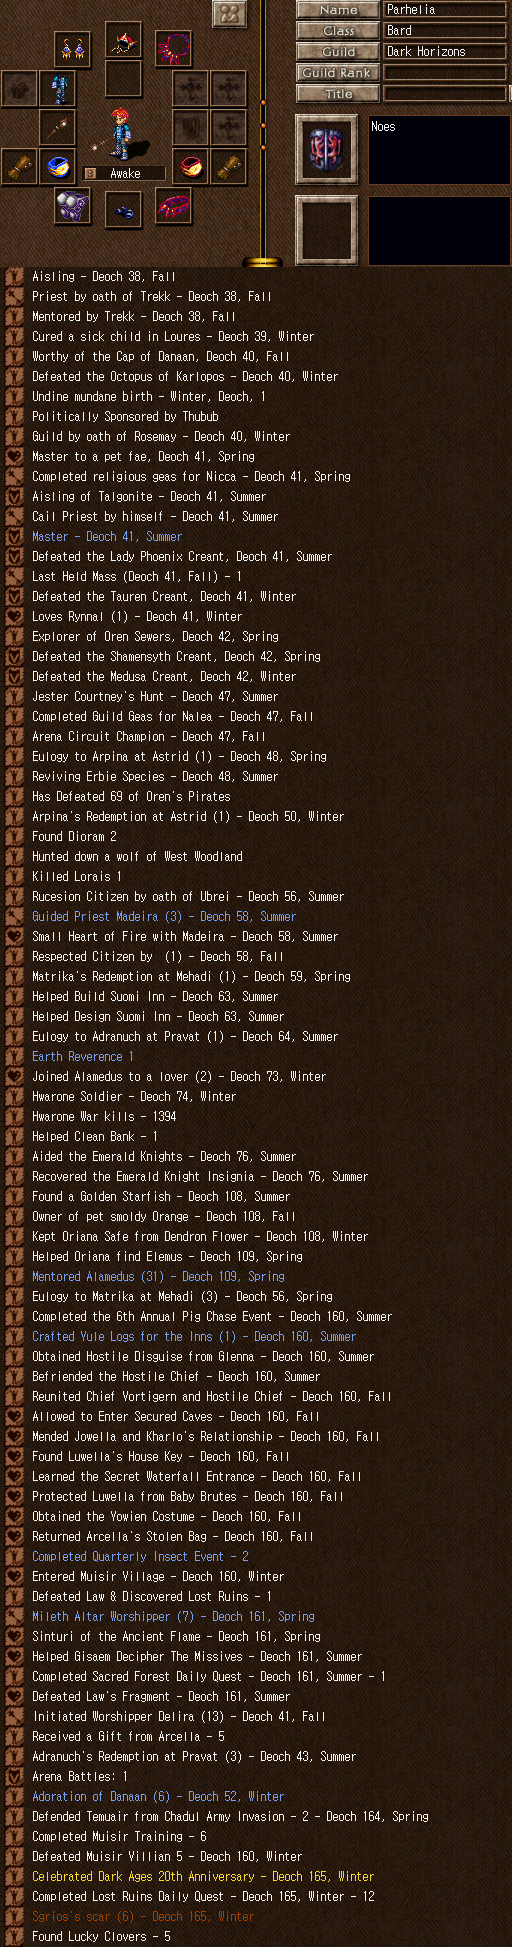 Name Parhelia
Class Bard
Guild Dark Horizons
Guild Rank
Title
Noes
Awake
Aisling - Deoch 38, Fall
Priest by oath of Trekk - Deoch 38, Fall
Mentored by Trekk - Deoch 38, Fall
Cured a sick child in Loures - Deoch 39, Winter
Worthy of the Cap of Danaan, Deoch 40, Fall
Defeated the Octopus of Karlopos - Deoch 40, Winter
Undine mundane birth - Winter, Deoch, 1
Politically Sponsored by Thubub
Guild by oath of Rosemay - Deoch 40, Winter
Master to a pet fae, Deoch 41, Spring
Completed religious geas for Nicca - Deoch 41, Spring
Aisling of Talgonite - Deoch 41, Summer
Cail Priest by himself - Deoch 41, Summer
Master - Deoch 41, Summer
Defeated the Lady Phoenix Creant, Deoch 41, Summer
Last Held Mass (Deoch 41, Fall) - 1
Defeated the Tauren Creant, Deoch 41, Winter
Loves Rynnal (1) - Deoch 41, Winter
Explorer of Oren Sewers, Deoch 42, Spring
Defeated the Shamensyth Creant, Deoch 42, Spring
Defeated the Medusa Creant, Deoch 42, Winter
Jester Courtney's Hunt - Deoch 47, Summer
Completed Guild Geas for Nalea - Deoch 47, Fall
Arena Circuit Champion - Deoch 47, Fall
Eulogy to Arpina at Astrid (1) - Deoch 48, Spring
Reviving Erbie Species - Deoch 48, Summer
Has Defeated 69 of Oren's Pirates
Arpina's Redemption at Astrid (1) - Deoch 50, Winter
Found Dioram 2
Hunted down a wolf of West Woodland
Killed Lorais 1
Rucesion Citizen by oath of Ubrei - Deoch 56, Summer
Guided Priest Madeira (3) - Deoch 58, Summer
Small Heart of Fire with Madeira - Deoch 58, Summer
Respected Citizen by  (1) - Deoch 58, Fall
Matrika's Redemption at Mehadi (1) - Deoch 59, Spring
Helped Build Suomi Inn - Deoch 63, Summer
Helped Design Suomi Inn - Deoch 63, Summer
Eulogy to Adranuch at Pravat (1) - Deoch 64, Summer
Earth Reverence 1
Joined Alamedus to a lover (2) - Deoch 73, Winter
Hwarone Soldier - Deoch 74, Winter
Hwarone War kills - 1394
Helped Clean Bank - 1
Aided the Emerald Knights - Deoch 76, Summer
Recovered the Emerald Knight Insignia - Deoch 76, Summer
Found a Golden Starfish - Deoch 108, Summer
Owner of pet smoldy Orange - Deoch 108, Fall
Kept Oriana Safe from Dendron Flower - Deoch 108, Winter
Helped Oriana find Elemus - Deoch 109, Spring
Mentored Alamedus (31) - Deoch 109, Spring
Eulogy to Matrika at Mehadi (3) - Deoch 56, Spring
Completed the 6th Annual Pig Chase Event - Deoch 160, Summer
Crafted Yule Logs for the Inns (1) - Deoch 160, Summer
Obtained Hostile Disguise from Glenna - Deoch 160, Summer
Befriended the Hostile Chief - Deoch 160, Summer
Reunited Chief Vortigern and Hostile Chief - Deoch 160, Fall
Allowed to Enter Secured Caves - Deoch 160, Fall
Mended Jowella and Kharlo's Relationship - Deoch 160, Fall
Found Luwella's House Key - Deoch 160, Fall
Learned the Secret Waterfall Entrance - Deoch 160, Fall
Protected Luwella from Baby Brutes - Deoch 160, Fall
Obtained the Yowien Costume - Deoch 160, Fall
Returned Arcella's Stolen Bag - Deoch 160, Fall
Completed Quarterly Insect Event - 2
Entered Muisir Village - Deoch 160, Winter
Defeated Law & Discovered Lost Ruins - 1
Mileth Altar Worshipper (7) - Deoch 161, Spring
Sinturi of the Ancient Flame - Deoch 161, Spring
Helped Gisaem Decipher The Missives - Deoch 161, Summer
Completed Sacred Forest Daily Quest - Deoch 161, Summer - 1
Defeated Law's Fragment - Deoch 161, Summer
Initiated Worshipper Delira (13) - Deoch 41, Fall
Received a Gift from Arcella - 5
Adranuch's Redemption at Pravat (3) - Deoch 43, Summer
Arena Battles: 1
Adoration of Danaan (6) - Deoch 52, Winter
Defended Temuair from Chadul Army Invasion - 2 - Deoch 164, Spring
Completed Muisir Training - 6
Defeated Muisir Villian 5 - Deoch 160, Winter
Celebrated Dark Ages 20th Anniversary - Deoch 165, Winter
Completed Lost Ruins Daily Quest - Deoch 165, Winter - 12
Sgrios's scar (6) - Deoch 165, Winter
Found Lucky Clovers - 5